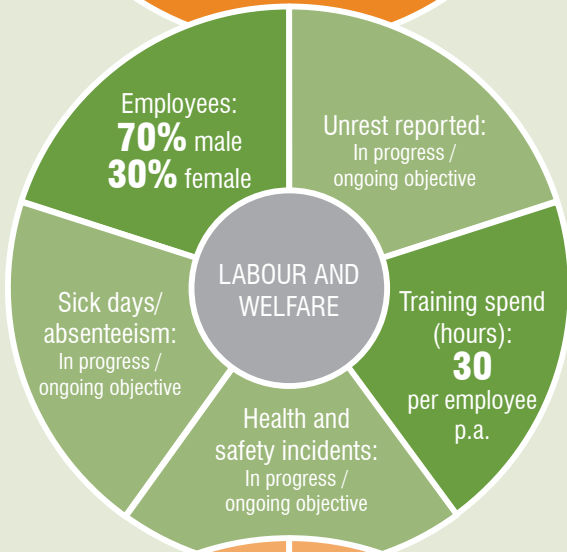 Employees:
70% male
30% female
Unrest reported:
In progress /
ongoing objective
LABOUR AND
WELFARE
Sick days/
absenteeism:
In progress /
ongoing objective
Training spend
(hours):
30
per employee
p.a.
Health and
safety incidents:
In progress /
ongoing objective